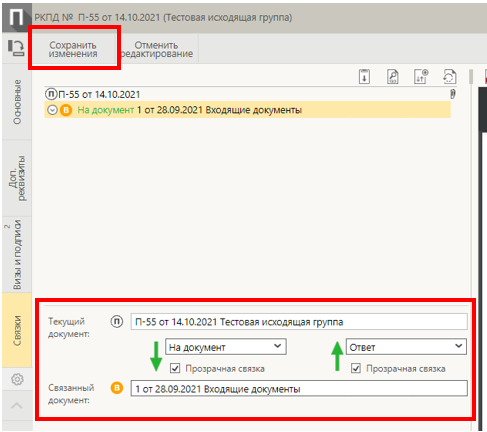 П РКПД № П-55 от 14.10.2021 (Тестовая исходящая группа)
Сохранить
изменения
Отменить
редактирование
Основные
Доп.
реквизиты
2
Визы и подписи
Связки
П П-55 от 14.10.2021
В На документ 1 от 28.09.2021 Входящие документы
Текущий
документ:
П П-55 от 14.10.2021 Тестовая исходящая группа
На документ Ответ
Прозрачная связка Прозрачная связка
Связанный
документ:
В 1 от 28.09.2021 Входящие документы